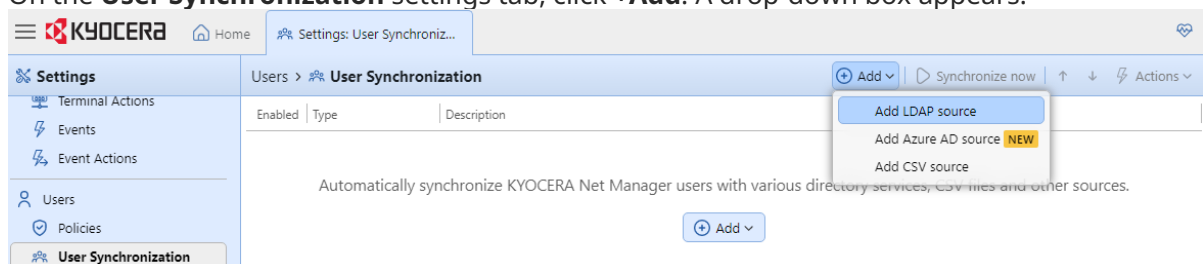 On the User Synchronization settings tab, click +Add. A drop-down box appears.
KYOCERA Home Settings: User Synchroniz...
Settings Users > User Synchronization Add Synchronize now Actions
Terminal Actions
Enabled Type Description
Add LDAP source
Events
Add Azure AD source NEW
Event Actions
Add CSV source
Automatically synchronize KYOCERA Net Manager users with various directory services, CSV files and other sources.
Users
Policies
Add
User Synchronization